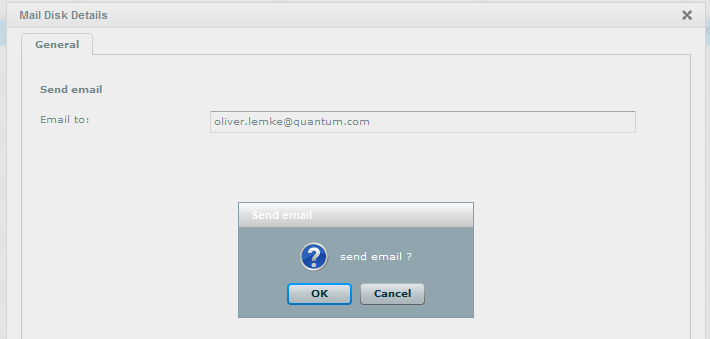 Mail Disk Details
General
Send email
Email to:
oliver.lemke@quantum.com
Send email
send email ?
OK
Cancel